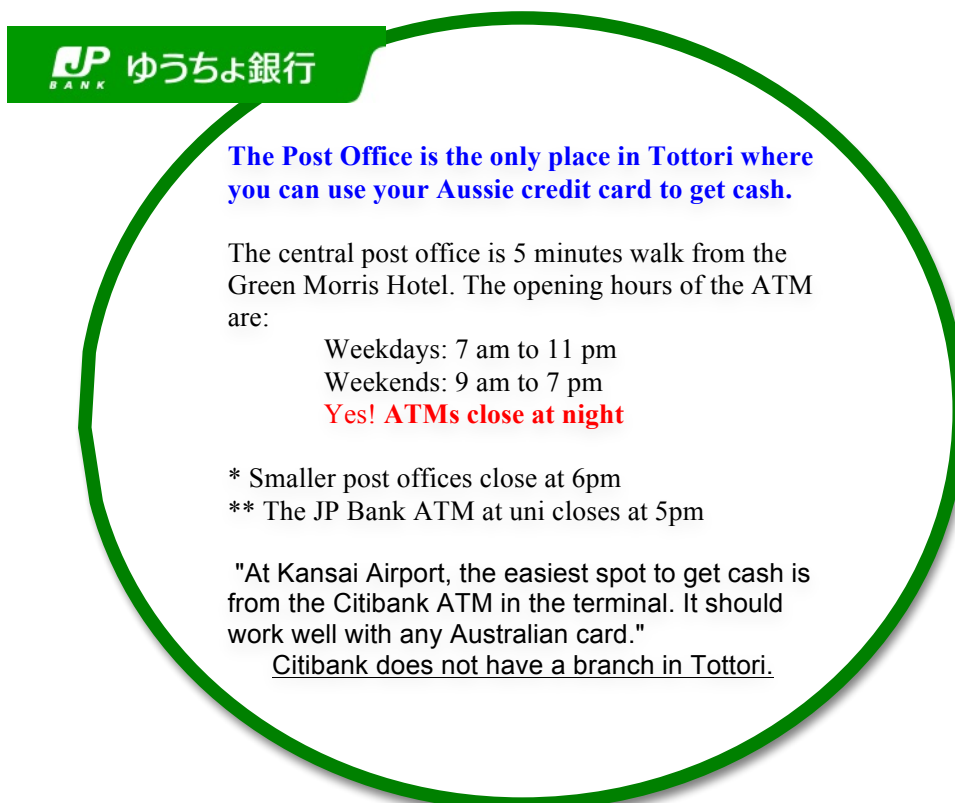 JP BANK ゆうちょ銀行
The Post Office is the only place in Tottori where
you can use your Aussie credit card to get cash.
The central post office is 5 minutes walk from the
Green Morris Hotel. The opening hours of the ATM
are:
Weekdays: 7 am to 11 pm
Weekends: 9 am to 7 pm
Yes! ATMs close at night
* Smaller post offices close at 6pm
** The JP Bank ATM at uni closes at 5pm
"At Kansai Airport, the easiest spot to get cash is
from the Citibank ATM in the terminal. It should
work well with any Australian card."
Citibank does not have a branch in Tottori.